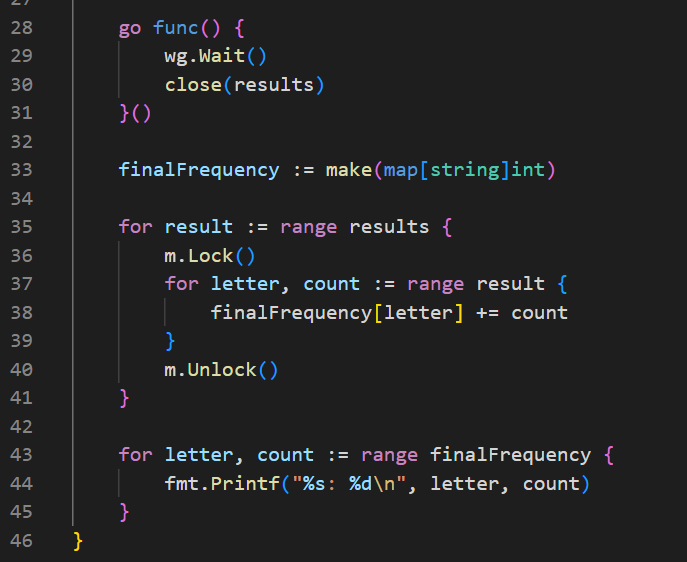 28 go func() {
29 wg.Wait()
30 close(results)
31 }()
32
33 finalFrequency := make(map[string]int)
34
35 for result := range results {
36 m.Lock()
37 for letter, count := range result {
38 finalFrequency[letter] += count
39 }
40 m.Unlock()
41 }
42
43 for letter, count := range finalFrequency {
44 fmt.Printf("%s: %d\n", letter, count)
45 }
46 }